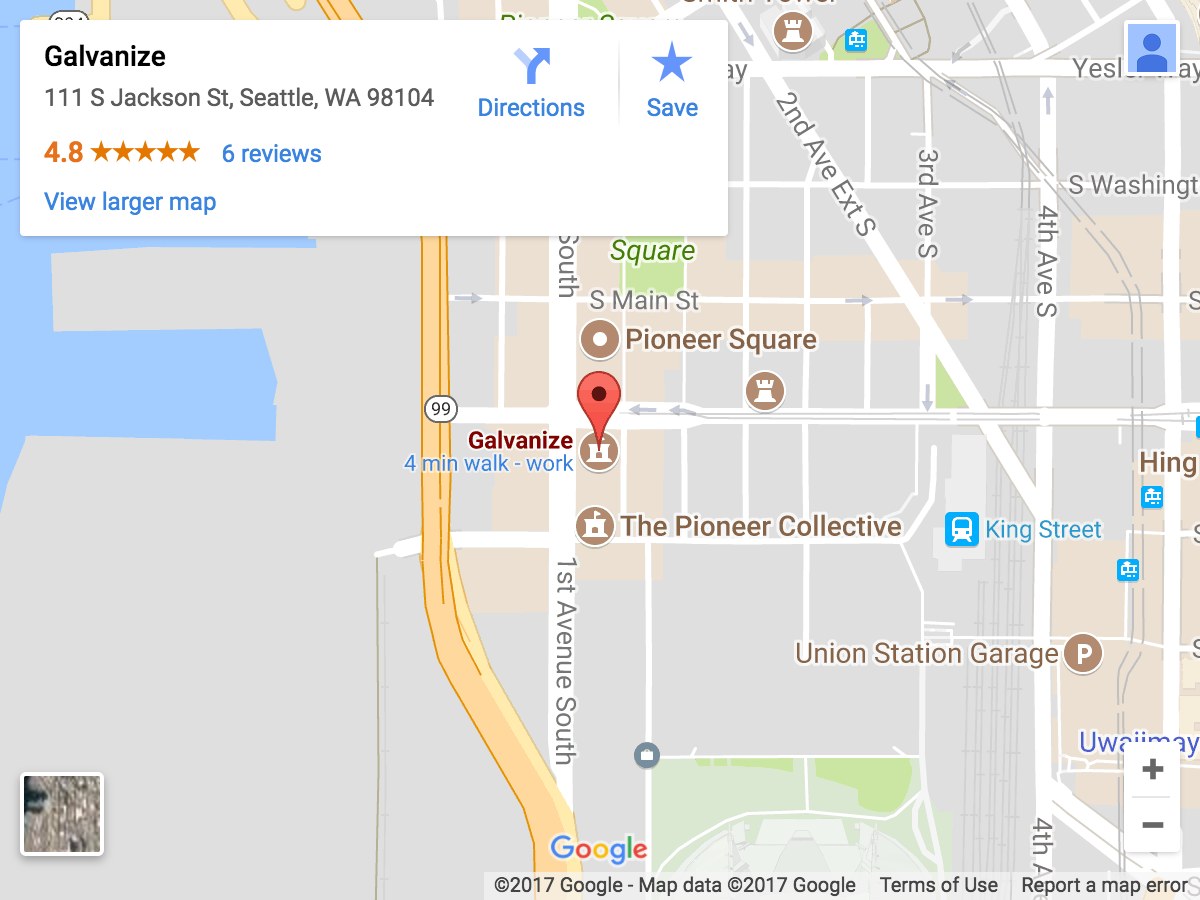 Galvanize
111 S Jackson St, Seattle, WA 98104
4.8
6 reviews
View larger map
Directions
Save
Smith Tower
Yesler Way
2nd Ave Ext S
3rd Ave S
S Washingt
4th Ave S
South
Square
S Main St
Pioneer Square
99
Galvanize
4 min walk - work
Hing
The Pioneer Collective
King Street
1st Avenue South
Union Station Garage
P
Uwajimay
+
−
4th A
Google
©2017 Google - Map data ©2017 Google
Terms of Use
Report a map error